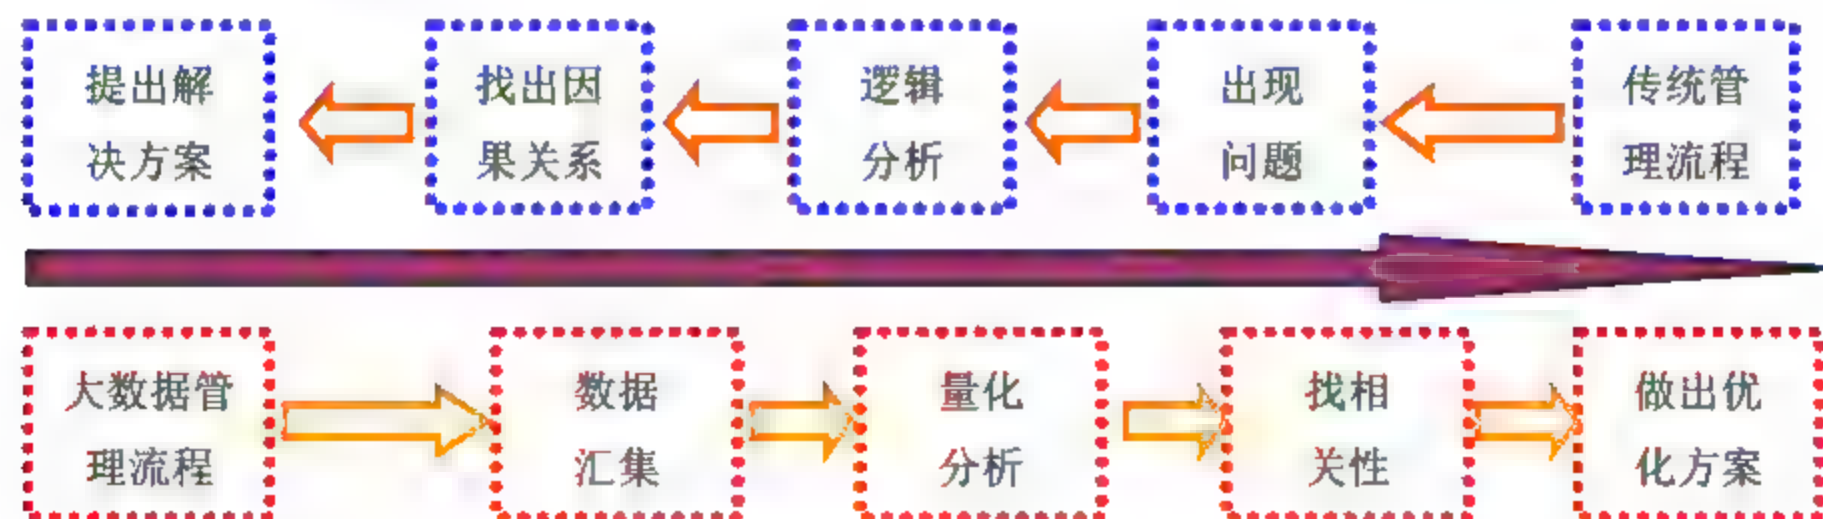 提出解
决方案
找出因
果关系
逻辑
分析
出现
问题
传统管
理流程
大数据管
理流程
数据
汇集
量化
分析
找相
关性
做出优
化方案